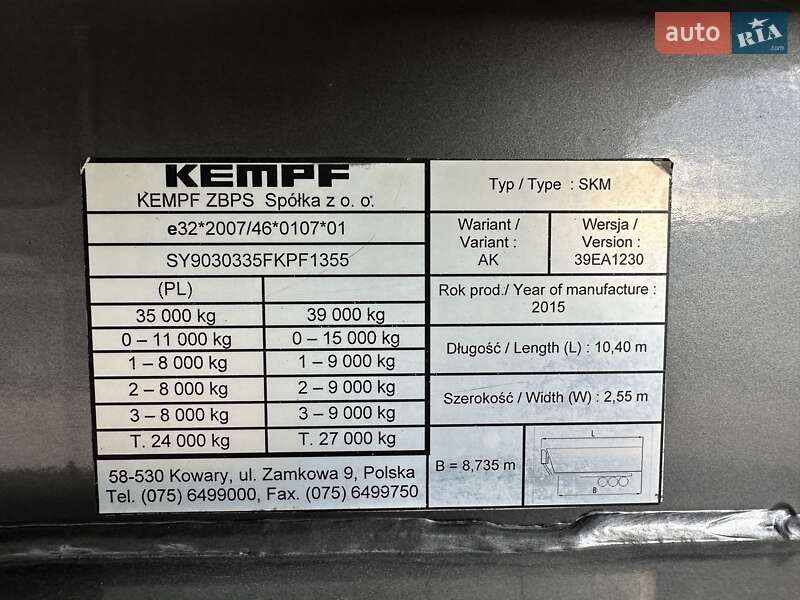 auto RIA.com
KEMPF
KEMPF ZBPS Spółka z o. o.
e32*2007/46*0107*01
SY9030335FKPF1355
(PL)
35 000 kg 39 000 kg
0 – 11 000 kg 0 – 15 000 kg
1 – 8 000 kg 1 – 9 000 kg
2 – 8 000 kg 2 – 9 000 kg
3 – 8 000 kg 3 – 9 000 kg
T. 24 000 kg T. 27 000 kg
58-530 Kowary, ul. Zamkowa 9, Polska
Tel. (075) 6499000, Fax. (075) 6499750
Typ / Type : SKM
Wariant /
Variant :
AK
Wersja /
Version :
39EA1230
Rok prod./ Year of manufacture :
2015
Długość / Length (L) : 10,40 m
Szerokość / Width (W) : 2,55 m
B = 8,735 m
L
B